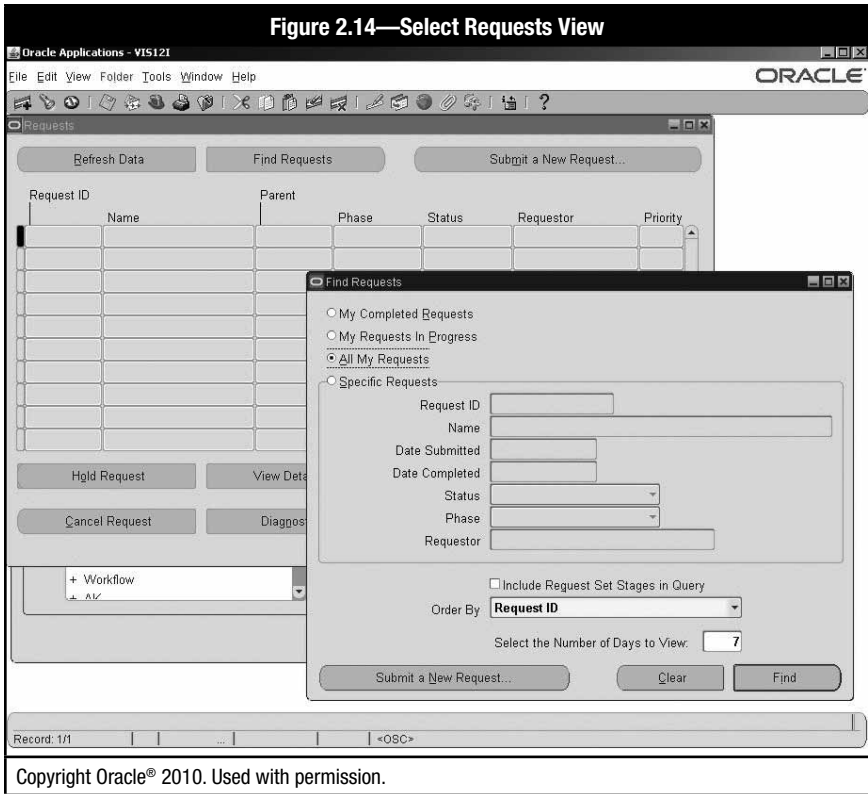 Figure 2.14—Select Requests View
Oracle Applications - VIS12I
File Edit View Folder Tools Window Help
ORACLE
Requests
Refresh Data Find Requests Submit a New Request...
Request ID Parent
Name Phase Status Requestor Priority
Find Requests
My Completed Requests
My Requests In Progress
All My Requests
Specific Requests
Request ID
Name
Date Submitted
Date Completed
Status
Phase
Requestor
Hold Request View Deta
Cancel Request Diagnos
+ Workflow
+ AK
Include Request Set Stages in Query
Order By Request ID
Select the Number of Days to View: 7
Submit a New Request... Clear Find
Record: 1/1 ... <OSC>
Copyright Oracle® 2010. Used with permission.